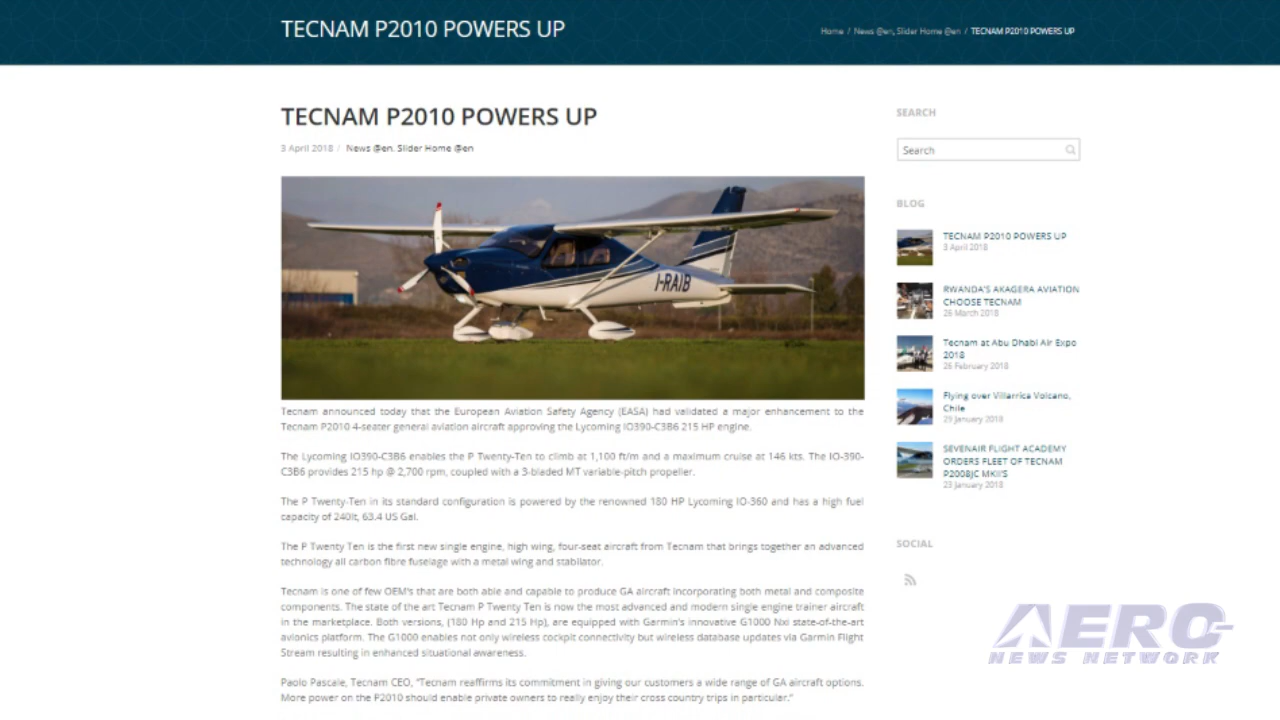 TECNAM P2010 POWERS UP
Home / News @en, Slider Home @en / TECNAM P2010 POWERS UP
TECNAM P2010 POWERS UP
3 April 2018 / News @en, Slider Home @en
I-RAIB
Tecnam announced today that the European Aviation Safety Agency (EASA) had validated a major enhancement to the
Tecnam P2010 4-seater general aviation aircraft approving the Lycoming IO390-C3B6 215 HP engine.
The Lycoming IO390-C3B6 enables the P Twenty-Ten to climb at 1,100 ft/m and a maximum cruise at 146 kts. The IO-390-
C3B6 provides 215 hp @ 2,700 rpm, coupled with a 3-bladed MT variable-pitch propeller.
The P Twenty-Ten in its standard configuration is powered by the renowned 180 HP Lycoming IO-360 and has a high fuel
capacity of 240lt, 63.4 US Gal.
The P Twenty Ten is the first new single engine, high wing, four-seat aircraft from Tecnam that brings together an advanced
technology all carbon fibre fuselage with a metal wing and stabilator.
Tecnam is one of few OEM's that are both able and capable to produce GA aircraft incorporating both metal and composite
components. The state of the art Tecnam P Twenty Ten is now the most advanced and modern single engine trainer aircraft
in the marketplace. Both versions, (180 Hp and 215 Hp), are equipped with Garmin's innovative G1000 Nxi state-of-the-art
avionics platform. The G1000 enables not only wireless cockpit connectivity but wireless database updates via Garmin Flight
Stream resulting in enhanced situational awareness.
Paolo Pascale, Tecnam CEO, "Tecnam reaffirms its commitment in giving our customers a wide range of GA aircraft options.
More power on the P2010 should enable private owners to really enjoy their cross country trips in particular."
SEARCH
Search
BLOG
TECNAM P2010 POWERS UP
3 April 2018
RWANDA'S AKAGERA AVIATION
CHOOSE TECNAM
26 March 2018
Tecnam at Abu Dhabi Air Expo
2018
26 February 2018
Flying over Villarrica Volcano,
Chile
29 January 2018
SEVENAIR FLIGHT ACADEMY
ORDERS FLEET OF TECNAM
P2008JC MKII'S
23 January 2018
SOCIAL
AERO
NEWS NETWORK